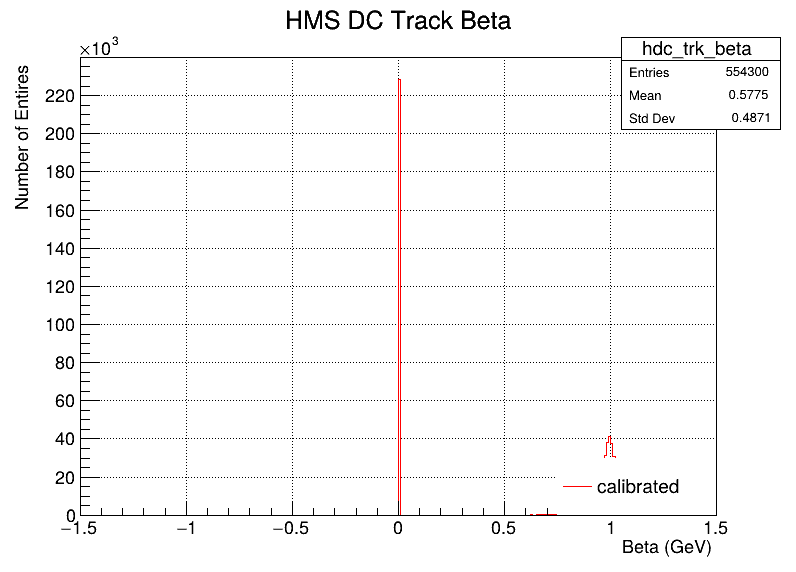 HMS DC Track Beta
×10³
hdc_trk_beta
Entries 554300
Mean 0.5775
Std Dev 0.4871
Number of Entires
220
200
180
160
140
120
100
80
60
40
20
0
calibrated
−1.5 −1 −0.5 0 0.5 1 1.5
Beta (GeV)